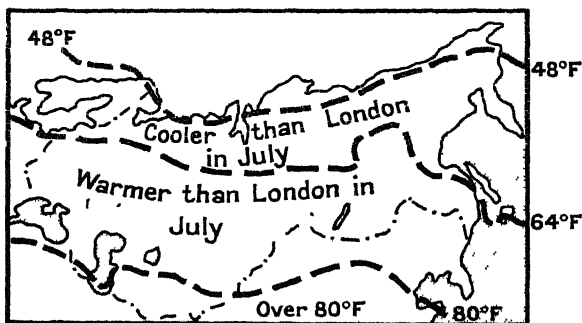 48°F
48°F
Cooler than London
in July
Warmer than London in
July
64°F
Over 80°F
80°F